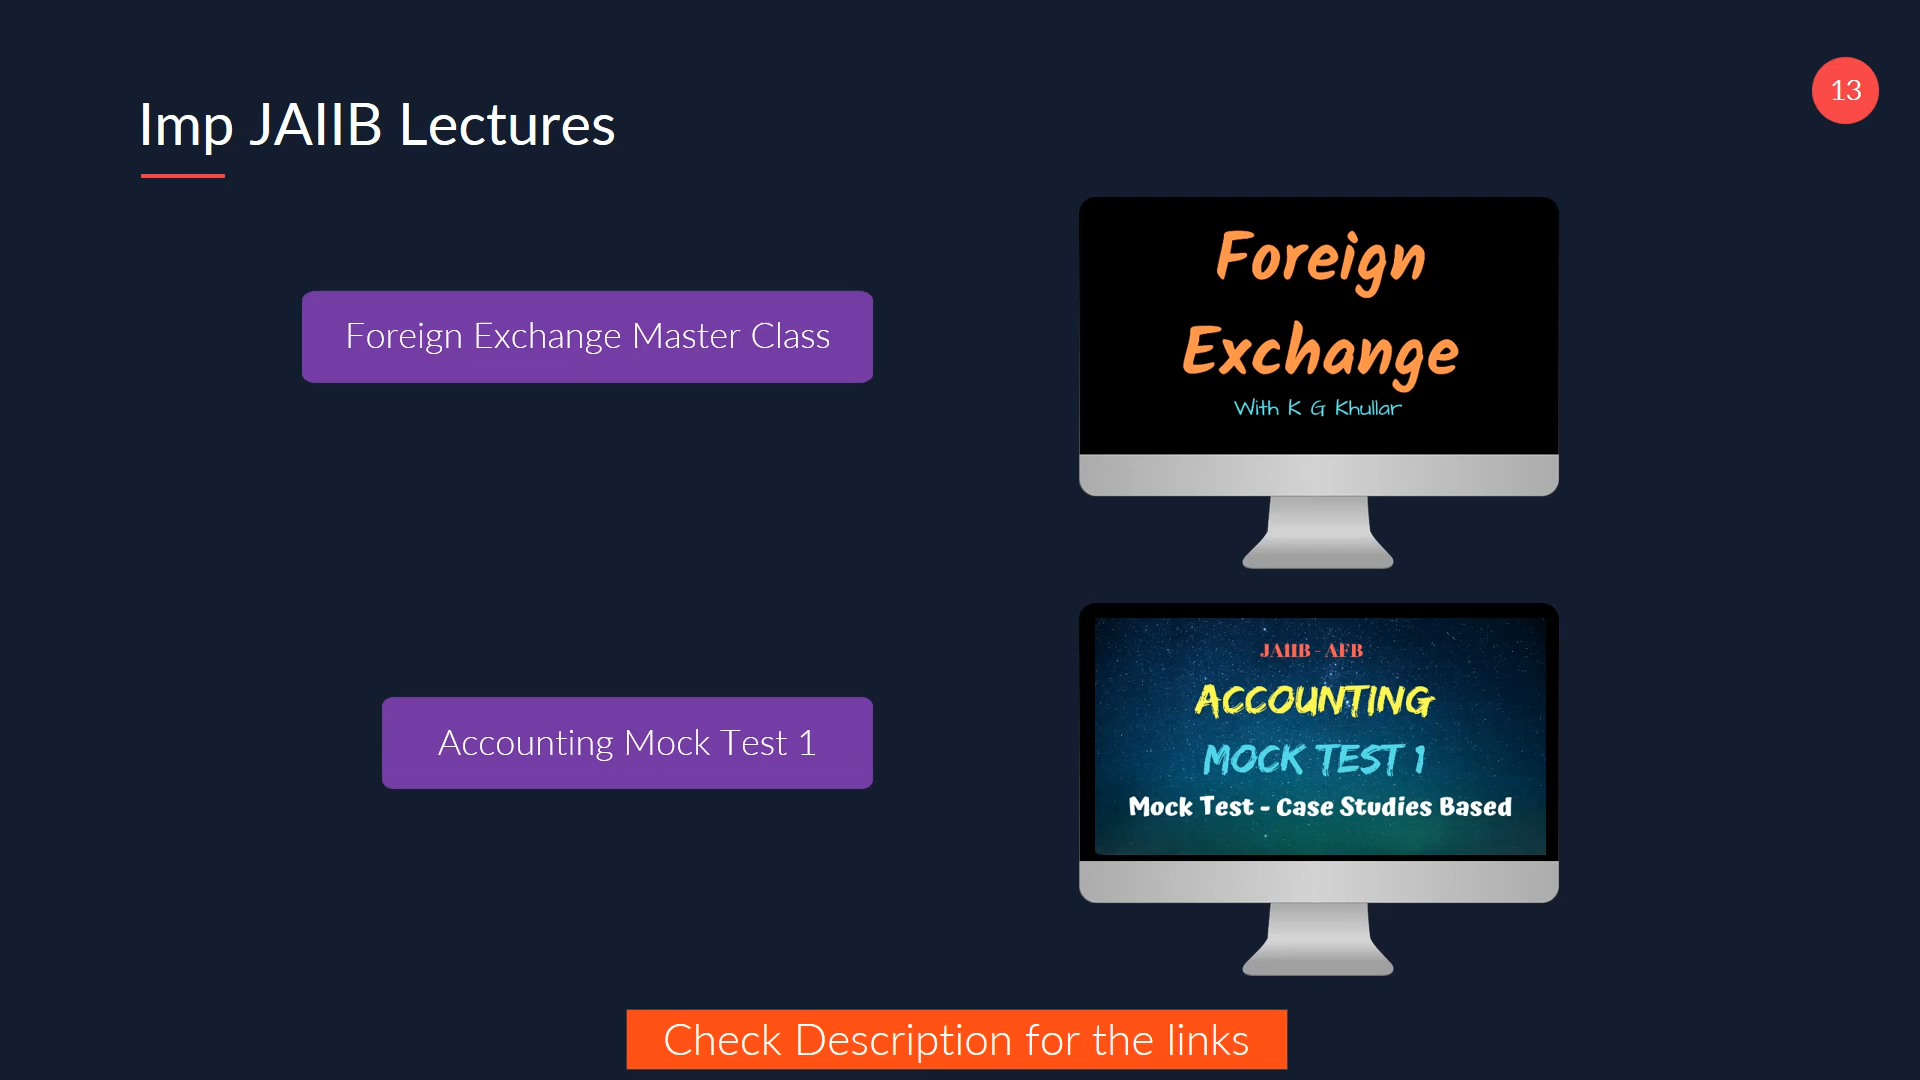 Imp JAIIB Lectures
13
Foreign Exchange Master Class
Foreign
Exchange
With K G Khullar
Accounting Mock Test 1
JAIIB - AFB
ACCOUNTING
MOCK TEST 1
Mock Test - Case Studies Based
Check Description for the links